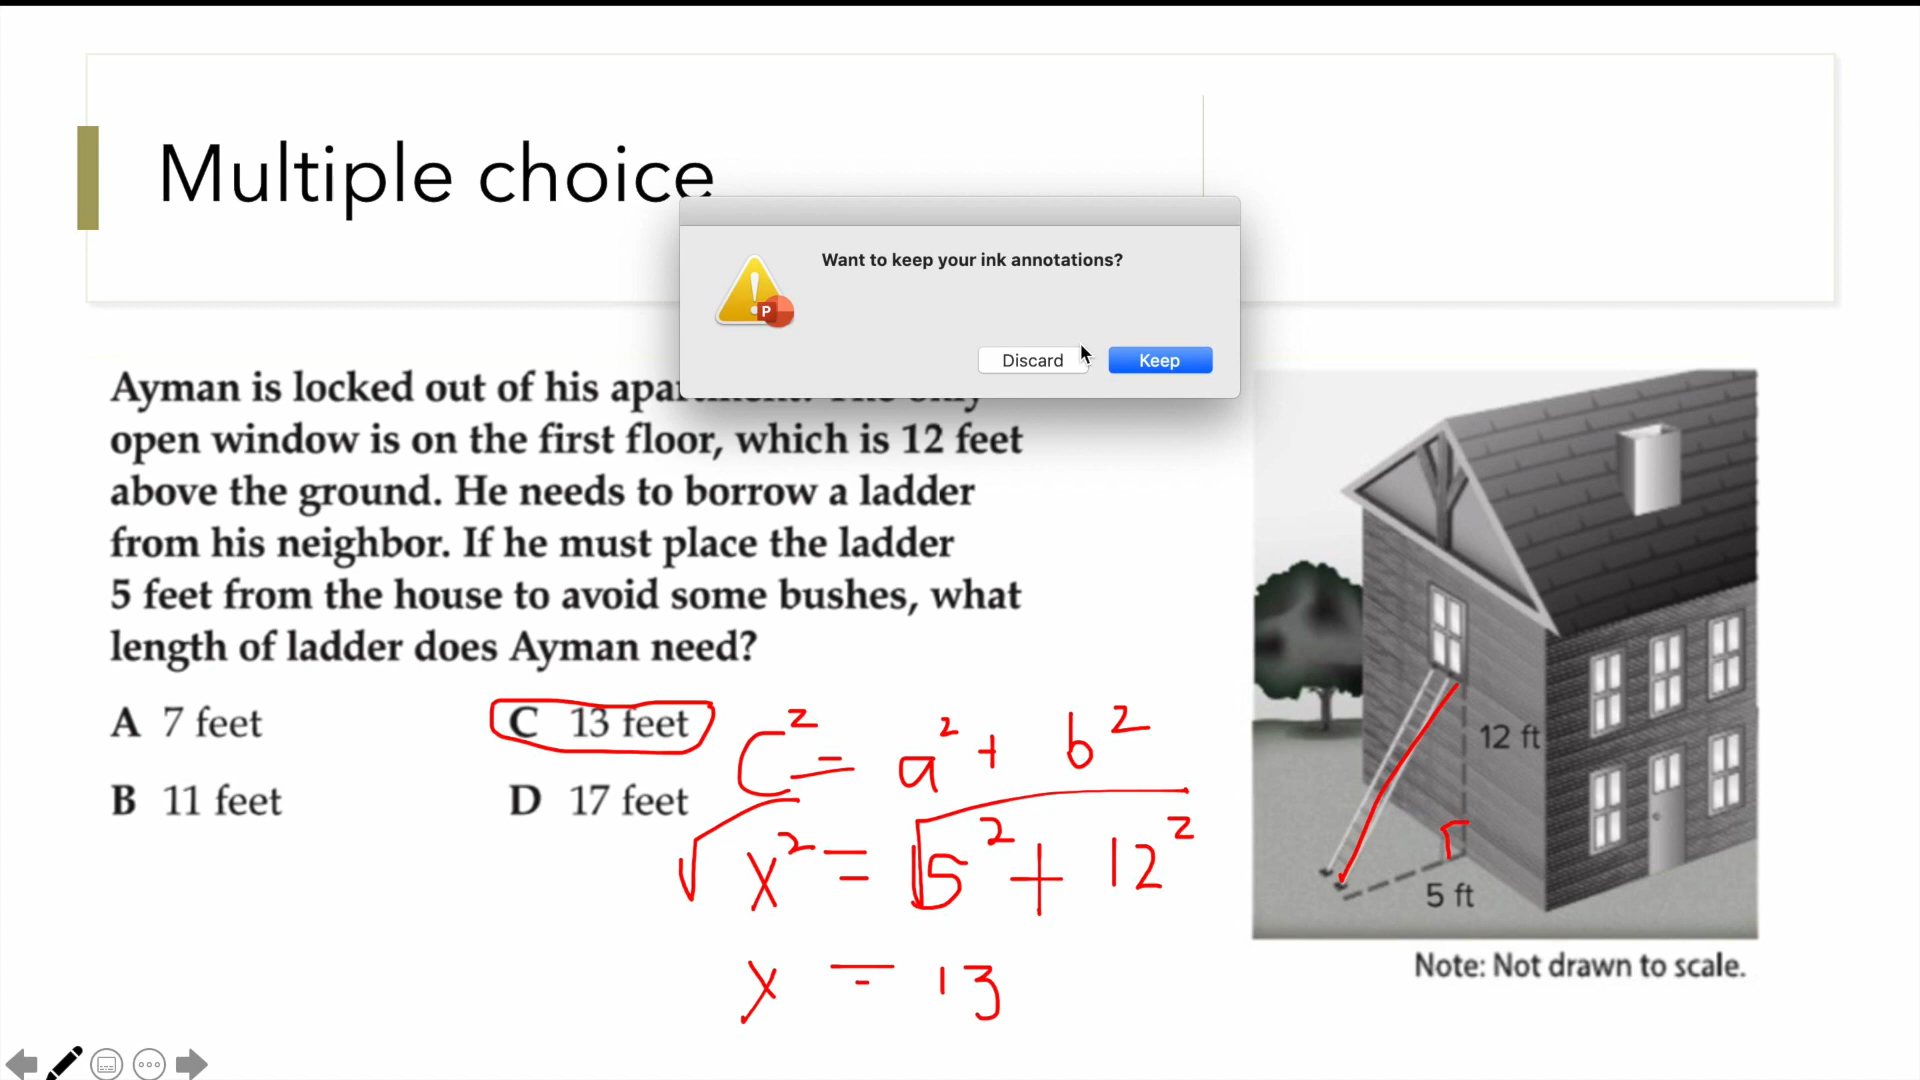 Multiple choice
Want to keep your ink annotations?
P
Discard
Keep
Ayman is locked out of his
open window is on the first floor, which is 12 feet
above the ground. He needs to borrow a ladder
from his neighbor. If he must place the ladder
5 feet from the house to avoid some bushes, what
length of ladder does Ayman need?
A 7 feet
C 13 feet
B 11 feet
D 17 feet
C² = a² + b²
√x² = √5² + 12²
x = 13
12 ft
5 ft
Note: Not drawn to scale.